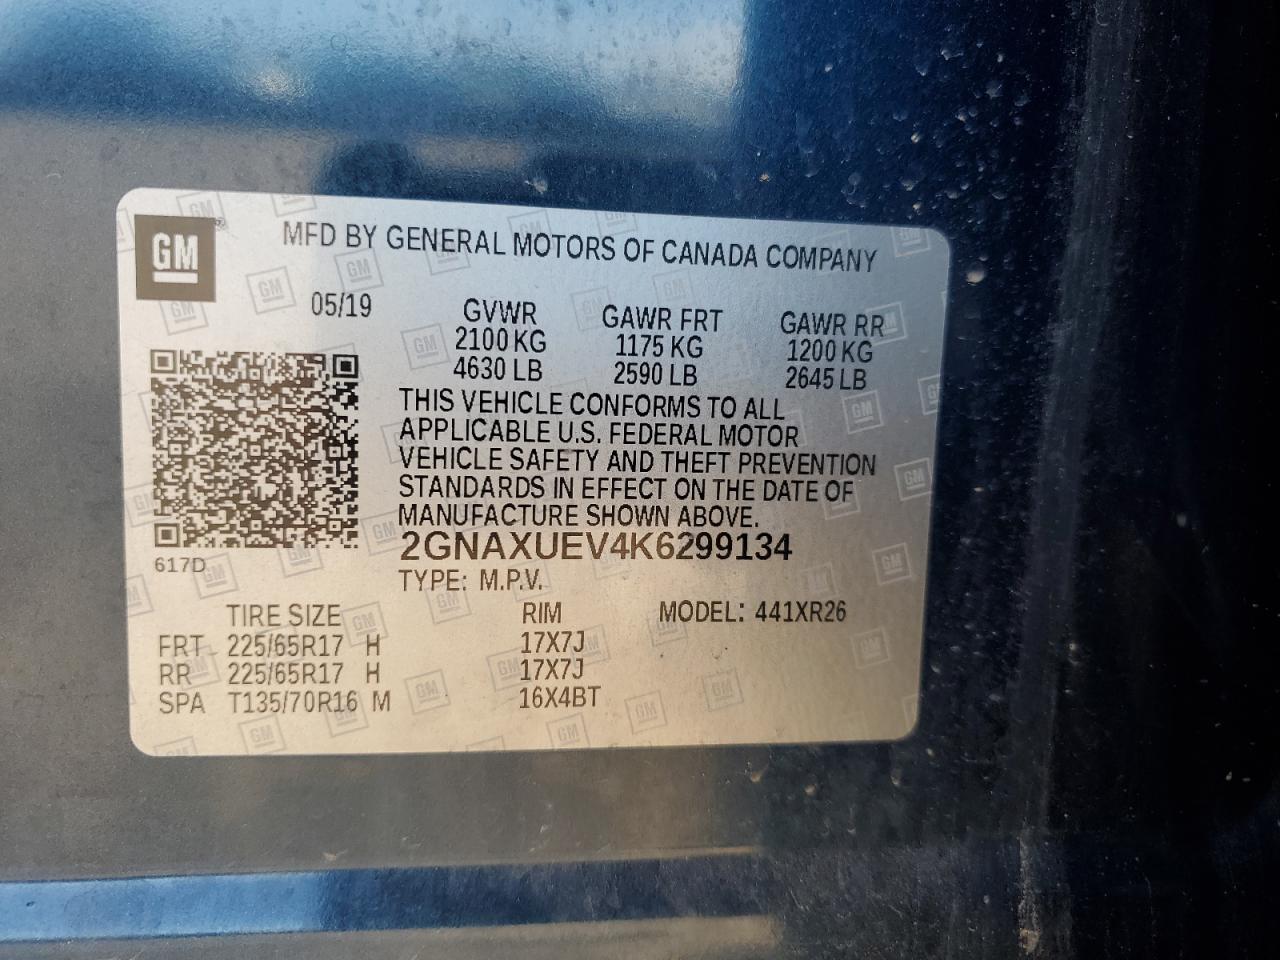 GM
MFD BY GENERAL MOTORS OF CANADA COMPANY
05/19 GVWR GAWR FRT GAWR RR
2100 KG 1175 KG 1200 KG
4630 LB 2590 LB 2645 LB
THIS VEHICLE CONFORMS TO ALL
APPLICABLE U.S. FEDERAL MOTOR
VEHICLE SAFETY AND THEFT PREVENTION
STANDARDS IN EFFECT ON THE DATE OF
MANUFACTURE SHOWN ABOVE.
2GNAXUEV4K6299134
617D
TYPE: M.P.V.
TIRE SIZE RIM MODEL: 441XR26
FRT 225/65R17 H 17X7J
RR 225/65R17 H 17X7J
SPA T135/70R16 M 16X4BT